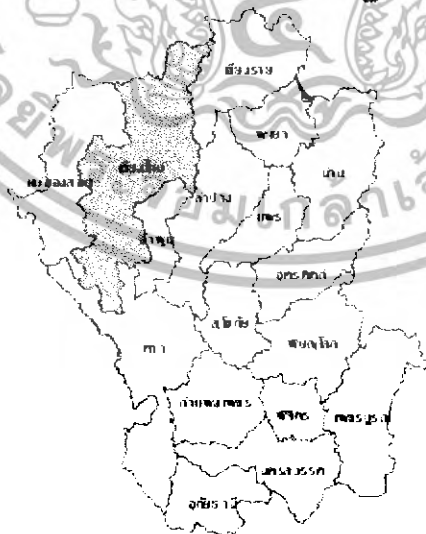 เชียงราย
พะเยา
น่าน
เชียงใหม่
แม่ฮ่องสอน
ลำปาง
แพร่
ลำพูน
อุตรดิตถ์
สุโขทัย
ตาก
พิษณุโลก
กำแพงเพชร
พิจิตร
เพชรบูรณ์
นครสวรรค์
อุทัยธานี